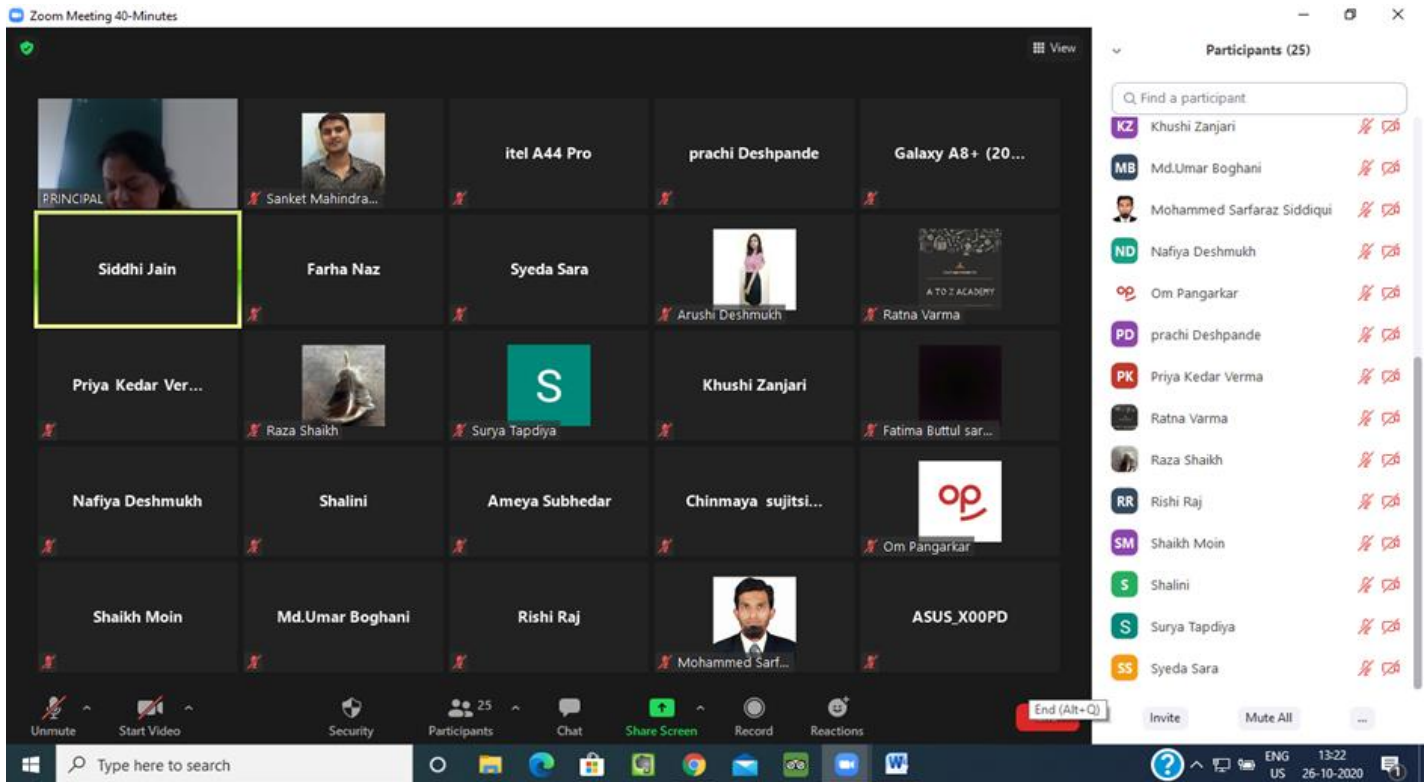 Zoom Meeting 40-Minutes
View
PRINCIPAL
Sanket Mahindra...
itel A44 Pro
prachi Deshpande
Galaxy A8+ (20...
Siddhi Jain
Farha Naz
Syeda Sara
Arushi Deshmukh
A TO Z ACADEMY
Ratna Varma
Priya Kedar Ver...
Raza Shaikh
S
Surya Tapdiya
Khushi Zanjari
Fatima Buttul sar...
Nafiya Deshmukh
Shalini
Ameya Subhedar
Chinmaya sujitsi...
op
Om Pangarkar
Shaikh Moin
Md.Umar Boghani
Rishi Raj
Mohammed Sarf...
ASUS_X00PD
Unmute
Start Video
Security
25
Participants
Chat
Share Screen
Record
Reactions
End (Alt+Q)
Participants (25)
Find a participant
KZ Khushi Zanjari
MB Md.Umar Boghani
Mohammed Sarfaraz Siddiqui
ND Nafiya Deshmukh
op Om Pangarkar
PD prachi Deshpande
PK Priya Kedar Verma
Ratna Varma
Raza Shaikh
RR Rishi Raj
SM Shaikh Moin
S Shalini
S Surya Tapdiya
SS Syeda Sara
Invite Mute All ...
Type here to search
ENG 13:22
US 26-10-2020
1